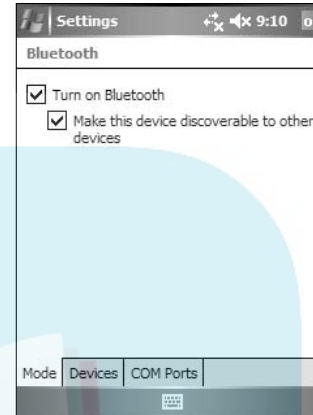 Settings 9:10 o
Bluetooth
Turn on Bluetooth
Make this device discoverable to other
devices
Mode Devices COM Ports